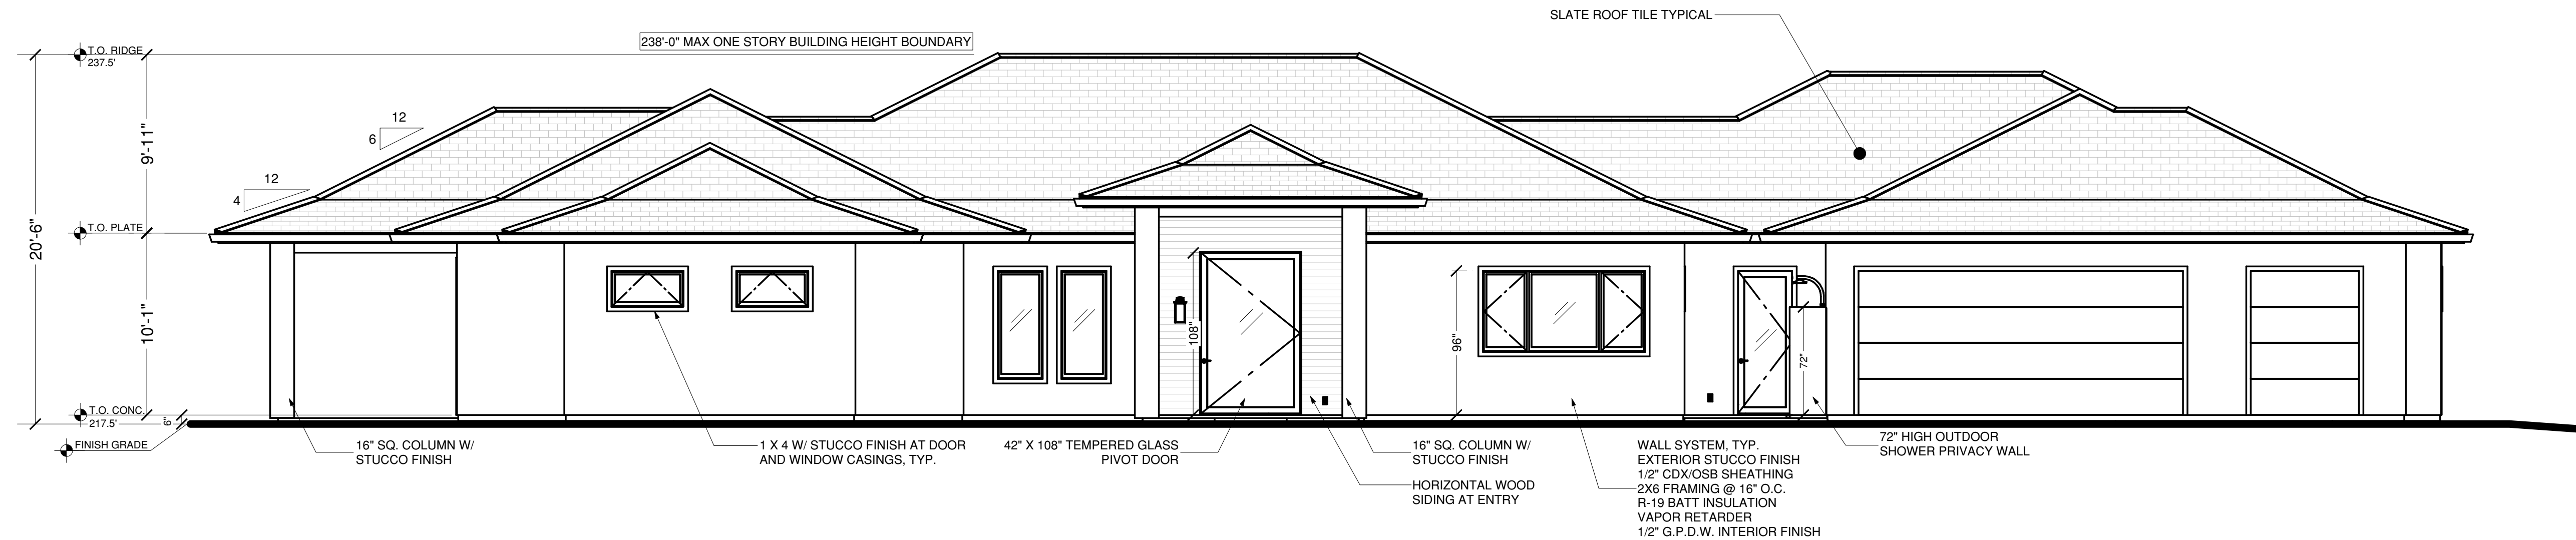 SLATE ROOF TILE TYPICAL
238'-0" MAX ONE STORY BUILDING HEIGHT BOUNDARY
T.O. RIDGE
237.5'
12
6
9'-11"
12
4
20'-6"
T.O. PLATE
10'-1"
108"
96"
72"
T.O. CONC.
217.5'
6"
FINISH GRADE
16" SQ. COLUMN W/
STUCCO FINISH
1 X 4 W/ STUCCO FINISH AT DOOR
AND WINDOW CASINGS, TYP.
42" X 108" TEMPERED GLASS
PIVOT DOOR
16" SQ. COLUMN W/
STUCCO FINISH
HORIZONTAL WOOD
SIDING AT ENTRY
WALL SYSTEM, TYP.
EXTERIOR STUCCO FINISH
1/2" CDX/OSB SHEATHING
2X6 FRAMING @ 16" O.C.
R-19 BATT INSULATION
VAPOR RETARDER
1/2" G.P.D.W. INTERIOR FINISH
72" HIGH OUTDOOR
SHOWER PRIVACY WALL